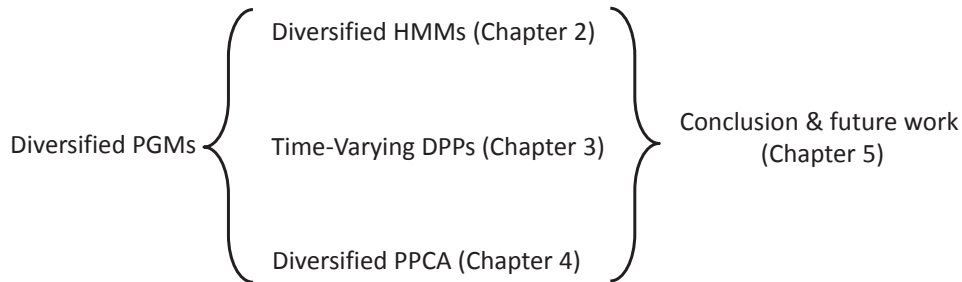 Diversified HMMs (Chapter 2)
Diversified PGMs
Time-Varying DPPs (Chapter 3)
Diversified PPCA (Chapter 4)
Conclusion & future work
(Chapter 5)